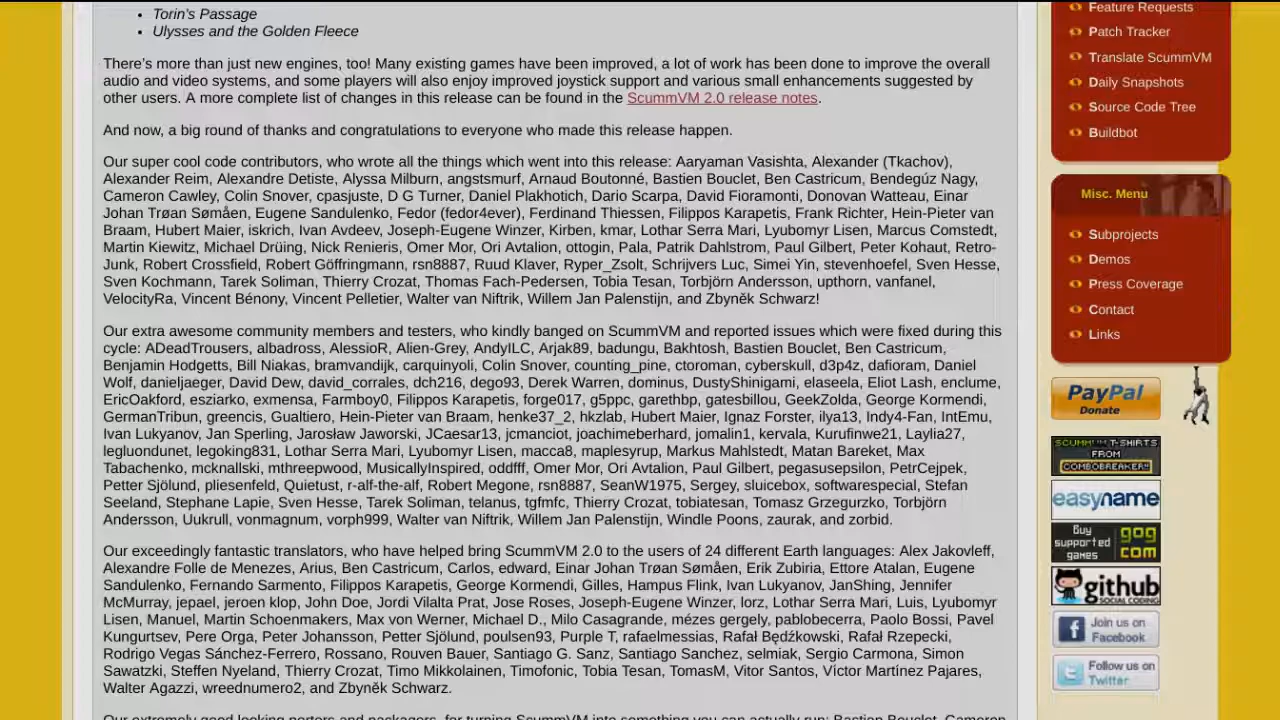 Torin's Passage
Ulysses and the Golden Fleece
There's more than just new engines, too! Many existing games have been improved, a lot of work has been done to improve the overall
audio and video systems, and some players will also enjoy improved joystick support and various small enhancements suggested by
other users. A more complete list of changes in this release can be found in the ScummVM 2.0 release notes.
And now, a big round of thanks and congratulations to everyone who made this release happen.
Our super cool code contributors, who wrote all the things which went into this release: Aaryaman Vasishta, Alexander (Tkachov),
Alexander Reim, Alexandre Detiste, Alyssa Milburn, angstsmurf, Arnaud Boutonné, Bastien Bouclet, Ben Castricum, Bendegúz Nagy,
Cameron Cawley, Colin Snover, cpasjuste, D G Turner, Daniel Plakhotich, Dario Scarpa, David Fioramonti, Donovan Watteau, Einar
Johan Trøan Sømåen, Eugene Sandulenko, Fedor (fedor4ever), Ferdinand Thiessen, Filippos Karapetis, Frank Richter, Hein-Pieter van
Braam, Hubert Maier, iskrich, Ivan Avdeev, Joseph-Eugene Winzer, Kirben, kmar, Lothar Serra Mari, Lyubomyr Lisen, Marcus Comstedt,
Martin Kiewitz, Michael Drüing, Nick Renieris, Omer Mor, Ori Avtalion, ottogin, Pala, Patrik Dahlstrom, Paul Gilbert, Peter Kohaut, Retro-
Junk, Robert Crossfield, Robert Göffringmann, rsn8887, Ruud Klaver, Ryper_Zsolt, Schrijvers Luc, Simei Yin, stevenhoefel, Sven Hesse,
Sven Kochmann, Tarek Soliman, Thierry Crozat, Thomas Fach-Pedersen, Tobia Tesan, Torbjörn Andersson, upthorn, vanfanel,
VelocityRa, Vincent Bénony, Vincent Pelletier, Walter van Niftrik, Willem Jan Palenstijn, and Zbyněk Schwarz!
Our extra awesome community members and testers, who kindly banged on ScummVM and reported issues which were fixed during this
cycle: ADeadTrousers, albadross, AlessioR, Alien-Grey, AndyILC, Arjak89, badungu, Bakhtosh, Bastien Bouclet, Ben Castricum,
Benjamin Hodgetts, Bill Niakas, bramvandijk, carquinyoli, Colin Snover, counting_pine, ctoroman, cyberskull, d3p4z, dafioram, Daniel
Wolf, danieljaeger, David Dew, david_corrales, dch216, dego93, Derek Warren, dominus, DustyShinigami, elaseela, Eliot Lash, enclume,
EricOakford, esziarko, exmensa, Farmboy0, Filippos Karapetis, forge017, g5ppc, garethbp, gatesbillou, GeekZolda, George Kormendi,
GermanTribun, greencis, Gualtiero, Hein-Pieter van Braam, henke37_2, hkzlab, Hubert Maier, Ignaz Forster, ilya13, Indy4-Fan, IntEmu,
Ivan Lukyanov, Jan Sperling, Jarosław Jaworski, JCaesar13, jcmanciot, joachimeberhard, jomalin1, kervala, Kurufinwe21, Laylia27,
legluondunet, legoking831, Lothar Serra Mari, Lyubomyr Lisen, macca8, maplesyrup, Markus Mahlstedt, Matan Bareket, Max
Tabachenko, mcknallski, mthreepwood, MusicallyInspired, oddfff, Omer Mor, Ori Avtalion, Paul Gilbert, pegasusepsilon, PetrCejpek,
Petter Sjölund, pliesenfeld, Quietust, r-alf-the-alf, Robert Megone, rsn8887, SeanW1975, Sergey, sluicebox, softwarespecial, Stefan
Seeland, Stephane Lapie, Sven Hesse, Tarek Soliman, telanus, tgfmfc, Thierry Crozat, tobiatesan, Tomasz Grzegurzko, Torbjörn
Andersson, Uukrull, vonmagnum, vorph999, Walter van Niftrik, Willem Jan Palenstijn, Windle Poons, zaurak, and zorbid.
Our exceedingly fantastic translators, who have helped bring ScummVM 2.0 to the users of 24 different Earth languages: Alex Jakovleff,
Alexandre Folle de Menezes, Arius, Ben Castricum, Carlos, edward, Einar Johan Trøan Sømåen, Erik Zubiria, Ettore Atalan, Eugene
Sandulenko, Fernando Sarmento, Filippos Karapetis, George Kormendi, Gilles, Hampus Flink, Ivan Lukyanov, JanShing, Jennifer
McMurray, jepael, jeroen klop, John Doe, Jordi Vilalta Prat, Jose Roses, Joseph-Eugene Winzer, lorz, Lothar Serra Mari, Luis, Lyubomyr
Lisen, Manuel, Martin Schoenmakers, Max von Werner, Michael D., Milo Casagrande, mézes gergely, pablobecerra, Paolo Bossi, Pavel
Kungurtsev, Pere Orga, Peter Johansson, Petter Sjölund, poulsen93, Purple T, rafaelmessias, Rafał Będźkowski, Rafał Rzepecki,
Rodrigo Vegas Sánchez-Ferrero, Rossano, Rouven Bauer, Santiago G. Sanz, Santiago Sanchez, selmiak, Sergio Carmona, Simon
Sawatzki, Steffen Nyeland, Thierry Crozat, Timo Mikkolainen, Timofonic, Tobia Tesan, TomasM, Vitor Santos, Víctor Martínez Pajares,
Walter Agazzi, wreednumero2, and Zbyněk Schwarz.
Our extremely good looking porters and packagers, for turning ScummVM into something you can actually run: Bastien Bouclet, Cameron
Feature Requests
Patch Tracker
Translate ScummVM
Daily Snapshots
Source Code Tree
Buildbot
Misc. Menu
Subprojects
Demos
Press Coverage
Contact
Links
PayPal
Donate
SCUMMVM T-SHIRTS
FROM
COMBOBREAKER!!
easyname
Buy
supported
games
gog
com
github
SOCIAL CODING
Join us on
Facebook
Follow us on
Twitter